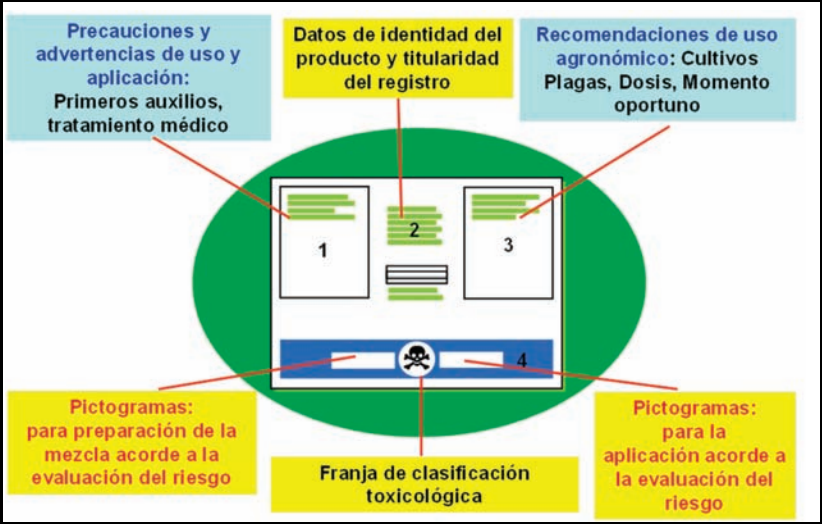 Precauciones y
advertencias de uso y
aplicación:
Primeros auxilios,
tratamiento médico
Datos de identidad del
producto y titularidad
del registro
Recomendaciones de uso
agronómico: Cultivos
Plagas, Dosis, Momento
oportuno
1
2
3
4
Pictogramas:
para preparación de la
mezcla acorde a la
evaluación del riesgo
Franja de clasificación
toxicológica
Pictogramas:
para la
aplicación acorde a
la evaluación del
riesgo